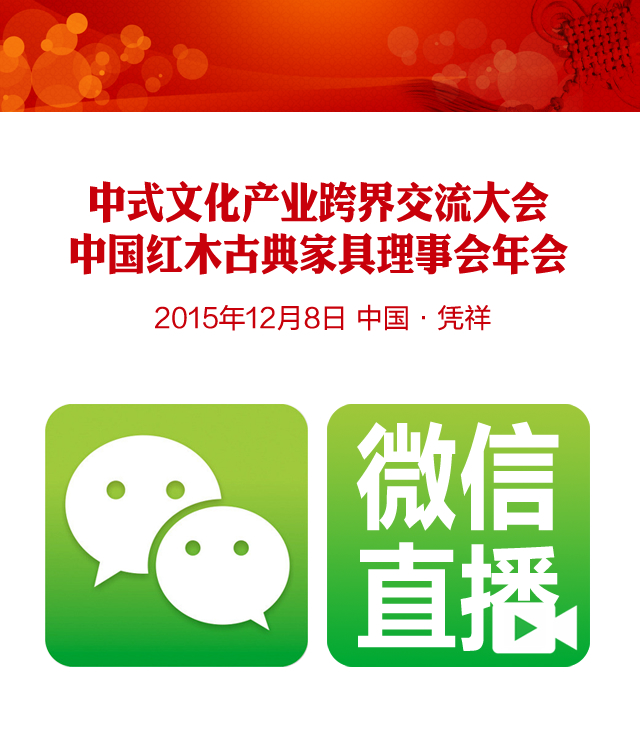 中式文化产业跨界交流大会
中国红木古典家具理事会年会
2015年12月8日 中国·凭祥
微信
直播